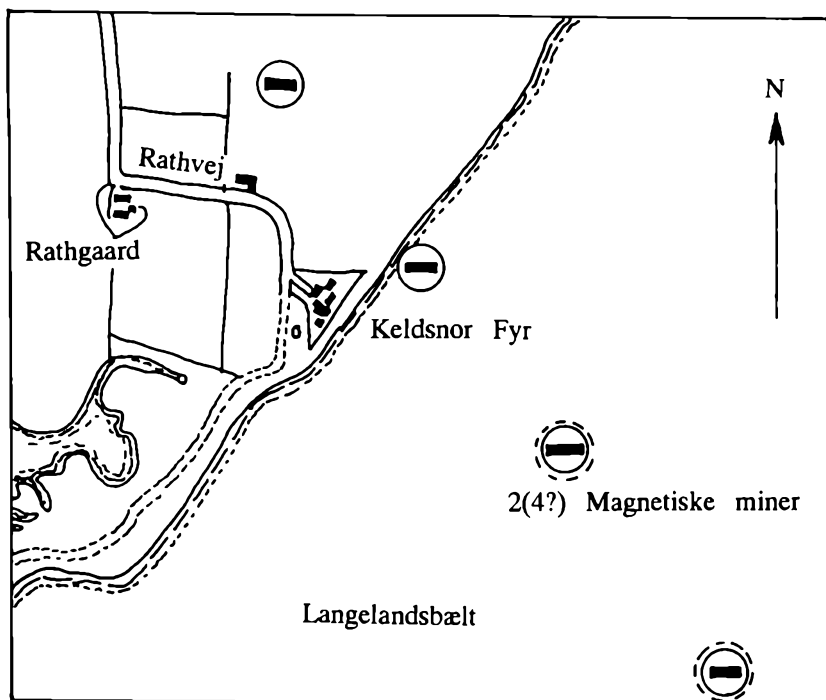 N
Rathvej
Rathgaard
Keldsnor Fyr
2(4?) Magnetiske miner
Langelandsbælt